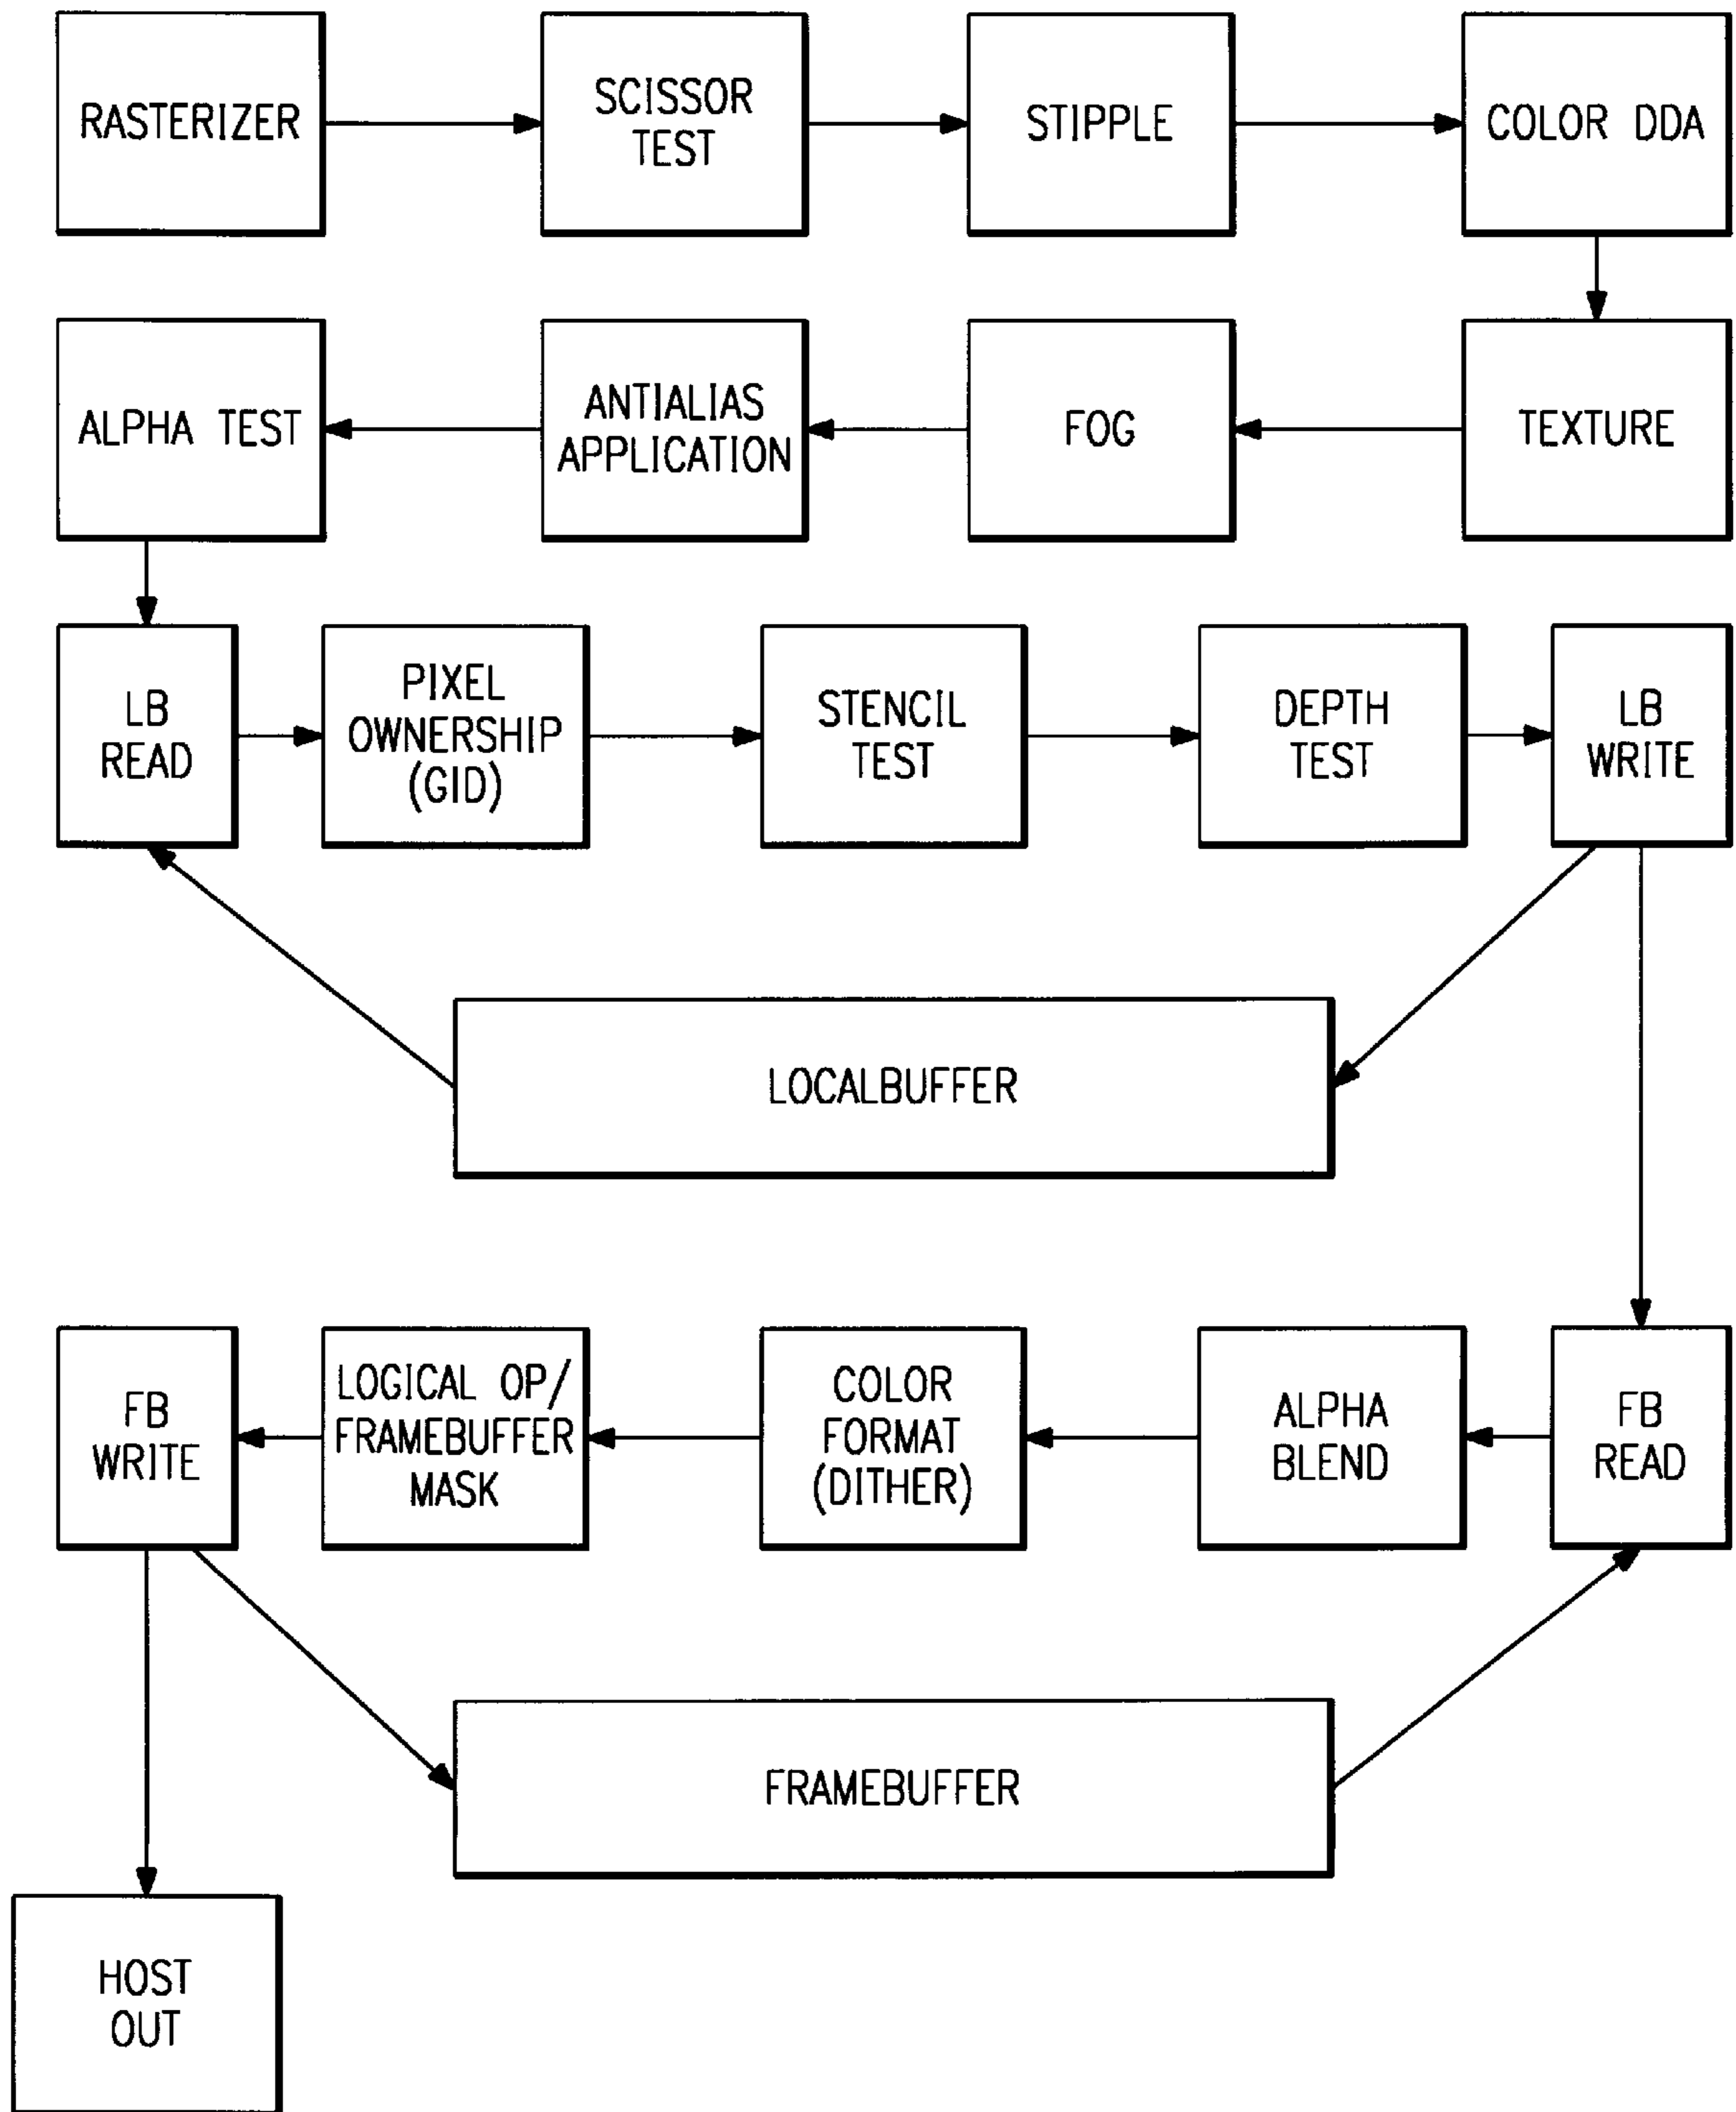 RASTERIZER
SCISSOR
TEST
STIPPLE
COLOR DDA
ALPHA TEST
ANTIALIAS
APPLICATION
FOG
TEXTURE
LB
READ
PIXEL
OWNERSHIP
(GID)
STENCIL
TEST
DEPTH
TEST
LB
WRITE
LOCALBUFFER
FB
WRITE
LOGICAL OP/
FRAMEBUFFER
MASK
COLOR
FORMAT
(DITHER)
ALPHA
BLEND
FB
READ
FRAMEBUFFER
HOST
OUT